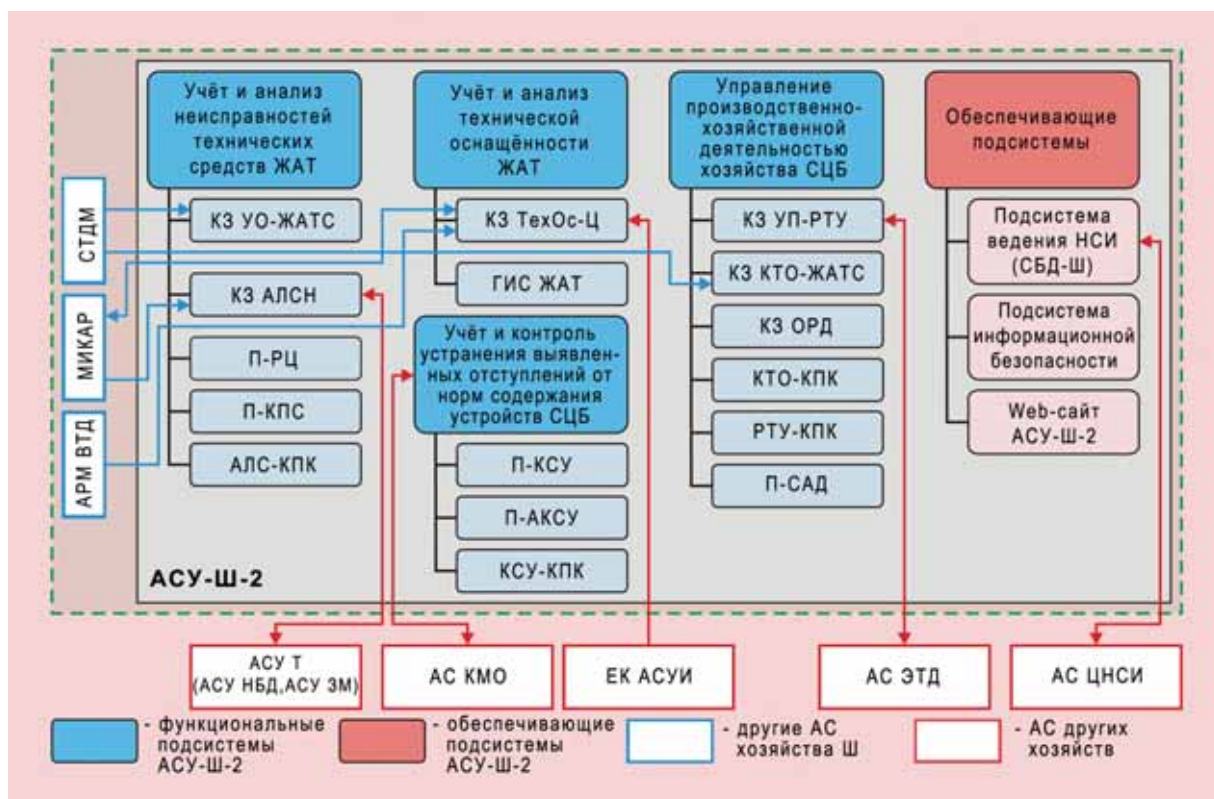 Учёт и анализ
неисправностей
технических
средств ЖАТ
КЗ УО-ЖАТС
КЗ АЛСН
П-РЦ
П-КПС
АЛС-КПК
Учёт и анализ
технической
оснащённости
ЖАТ
КЗ ТехОс-Ц
ГИС ЖАТ
Учёт и контроль
устранения выявлен-
ных отступлений от
норм содержания
устройств СЦБ
П-КСУ
П-АКСУ
КСУ-КПК
Управление
производственно-
хозяйственной
деятельностью
хозяйства СЦБ
КЗ УП-РТУ
КЗ КТО-ЖАТС
КЗ ОРД
КТО-КПК
РТУ-КПК
П-САД
Обеспечивающие
подсистемы
Подсистема
ведения НСИ
(СБД-Ш)
Подсистема
информационной
безопасности
Web-сайт
АСУ-Ш-2
СТДМ
МИКАР
АРМ ВТД
АСУ-Ш-2
АСУ Т
(АСУ НБД,АСУ ЗМ)
АС КМО
ЕК АСУИ
АС ЭТД
АС ЦНСИ
- функциональные
подсистемы
АСУ-Ш-2
- обеспечивающие
подсистемы
АСУ-Ш-2
- другие АС
хозяйства Ш
- АС других
хозяйств